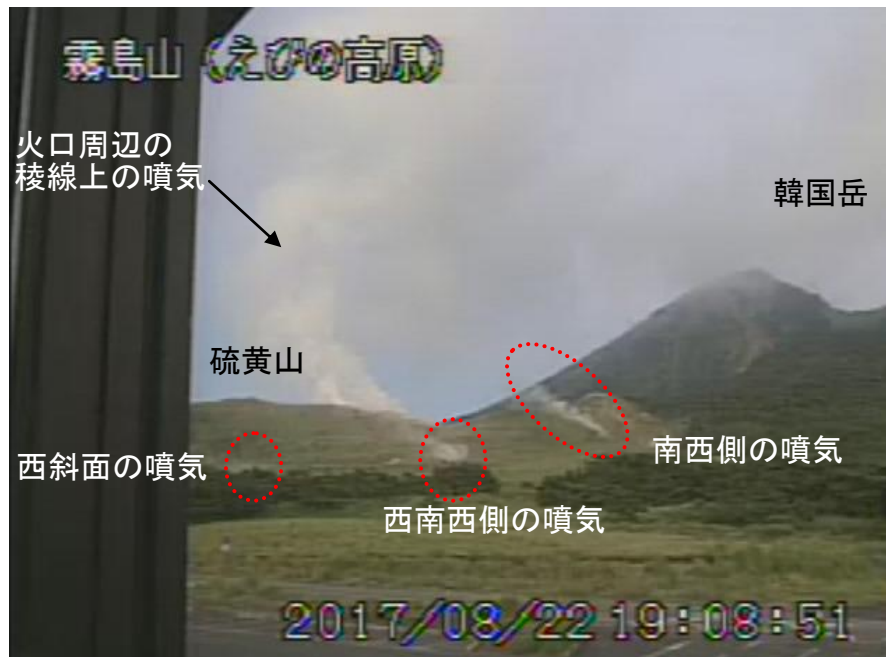 霧島山(えびの高原)
火口周辺の
稜線上の噴気
韓国岳
硫黄山
西斜面の噴気
南西側の噴気
西南西側の噴気
2017/08/22 19:08:51